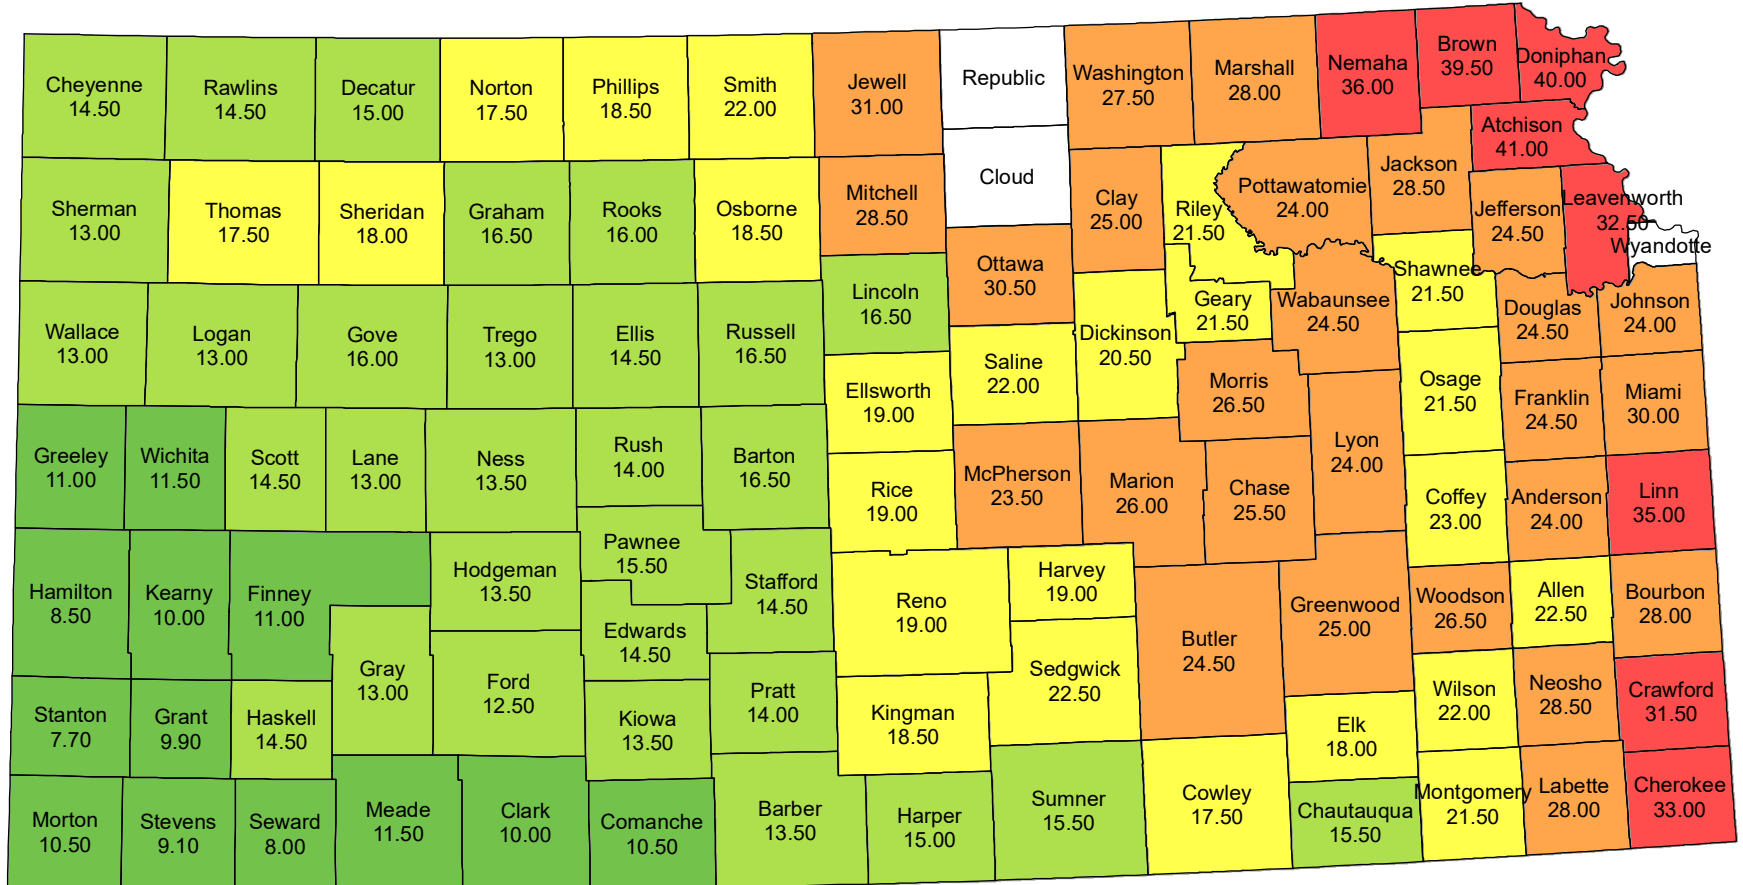 Cheyenne
14.50
Rawlins
14.50
Decatur
15.00
Norton
17.50
Phillips
18.50
Smith
22.00
Jewell
31.00
Republic
Washington
27.50
Marshall
28.00
Nemaha
36.00
Brown
39.50
Doniphan
40.00
Atchison
41.00
Sherman
13.00
Thomas
17.50
Sheridan
18.00
Graham
16.50
Rooks
16.00
Osborne
18.50
Mitchell
28.50
Cloud
Clay
25.00
Riley
21.50
Pottawatomie
24.00
Jackson
28.50
Jefferson
24.50
Leavenworth
32.50
Wyandotte
Wallace
13.00
Logan
13.00
Gove
16.00
Trego
13.00
Ellis
14.50
Russell
16.50
Lincoln
16.50
Ottawa
30.50
Dickinson
20.50
Geary
21.50
Wabaunsee
24.50
Shawnee
21.50
Douglas
24.50
Johnson
24.00
Ellsworth
19.00
Saline
22.00
Morris
26.50
Osage
21.50
Franklin
24.50
Miami
30.00
Greeley
11.00
Wichita
11.50
Scott
14.50
Lane
13.00
Ness
13.50
Rush
14.00
Barton
16.50
Rice
19.00
McPherson
23.50
Marion
26.00
Chase
25.50
Lyon
24.00
Coffey
23.00
Anderson
24.00
Linn
35.00
Hamilton
8.50
Kearny
10.00
Finney
11.00
Hodgeman
13.50
Pawnee
15.50
Stafford
14.50
Edwards
14.50
Reno
19.00
Harvey
19.00
Butler
24.50
Greenwood
25.00
Woodson
26.50
Allen
22.50
Bourbon
28.00
Gray
13.00
Ford
12.50
Sedgwick
22.50
Stanton
7.70
Grant
9.90
Haskell
14.50
Kiowa
13.50
Pratt
14.00
Kingman
18.50
Elk
18.00
Wilson
22.00
Neosho
28.50
Crawford
31.50
Morton
10.50
Stevens
9.10
Seward
8.00
Meade
11.50
Clark
10.00
Comanche
10.50
Barber
13.50
Harper
15.00
Sumner
15.50
Cowley
17.50
Chautauqua
15.50
Montgomery
21.50
Labette
28.00
Cherokee
33.00